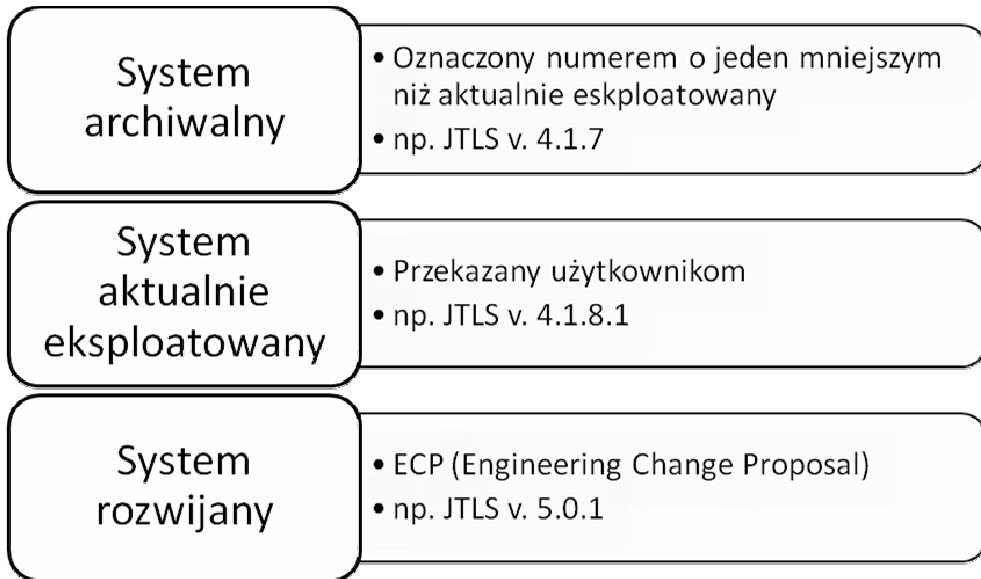 System
archiwalny
• Oznaczony numerem o jeden mniejszym
niż aktualnie eskploatowany
• np. JTLS v. 4.1.7
System
aktualnie
eksploatowany
• Przekazany użytkownikom
• np. JTLS v. 4.1.8.1
System
rozwijany
• ECP (Engineering Change Proposal)
• np. JTLS v. 5.0.1